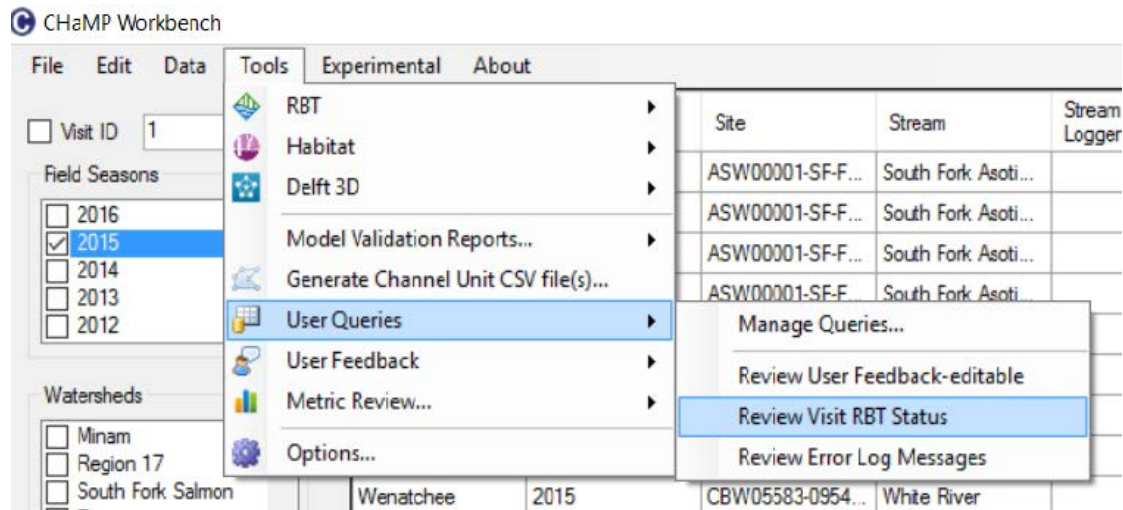 CHaMP Workbench
File Edit Data Tools Experimental About
Visit ID 1
Field Seasons
2016
2015
2014
2013
2012
Watersheds
Minam
Region 17
South Fork Salmon
RBT
Habitat
Delft 3D
Model Validation Reports...
Generate Channel Unit CSV file(s)...
User Queries
User Feedback
Metric Review...
Options...
Manage Queries...
Review User Feedback-editable
Review Visit RBT Status
Review Error Log Messages
Site Stream Stream
Logger
ASW00001-SF-F... South Fork Asoti...
ASW00001-SF-F... South Fork Asoti...
ASW00001-SF-F... South Fork Asoti...
ASW00001-SF-F... South Fork Asoti...
Wenatchee 2015 CBW05583-0954... White River